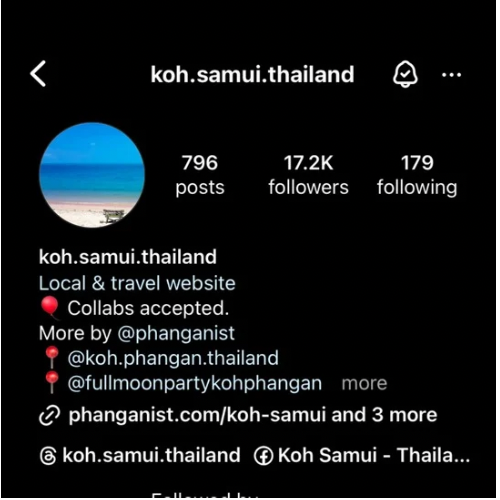 koh.samui.thailand
796 17.2K 179
posts followers following
koh.samui.thailand
Local & travel website
🎈 Collabs accepted.
More by @phanganist
📍 @koh.phangan.thailand
📍 @fullmoonpartykohphangan more
phanganist.com/koh-samui and 3 more
koh.samui.thailand Koh Samui - Thaila...
Followed by